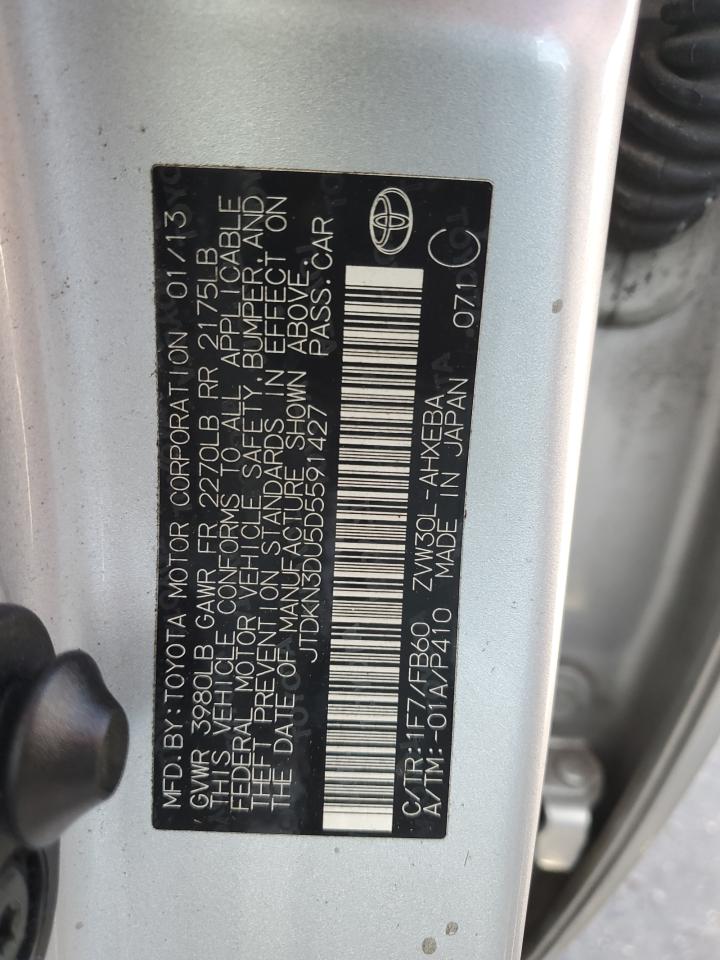 MFD.BY:TOYOTA MOTOR CORPORATION 01/13
GVWR 3980LB GAWR FR 2270LB RR 2175LB
THIS VEHICLE CONFORMS TO ALL APPLICABLE
FEDERAL MOTOR VEHICLE SAFETY,BUMPER,AND
THEFT PREVENTION STANDARDS IN EFFECT ON
THE DATE OF MANUFACTURE SHOWN ABOVE.
JTDKN3DU5D5591427 PASS.CAR
C/TR:1F7/FB60 ZVW30L-AHXEBA 071C
A/TM:-01A/P410 MADE IN JAPAN